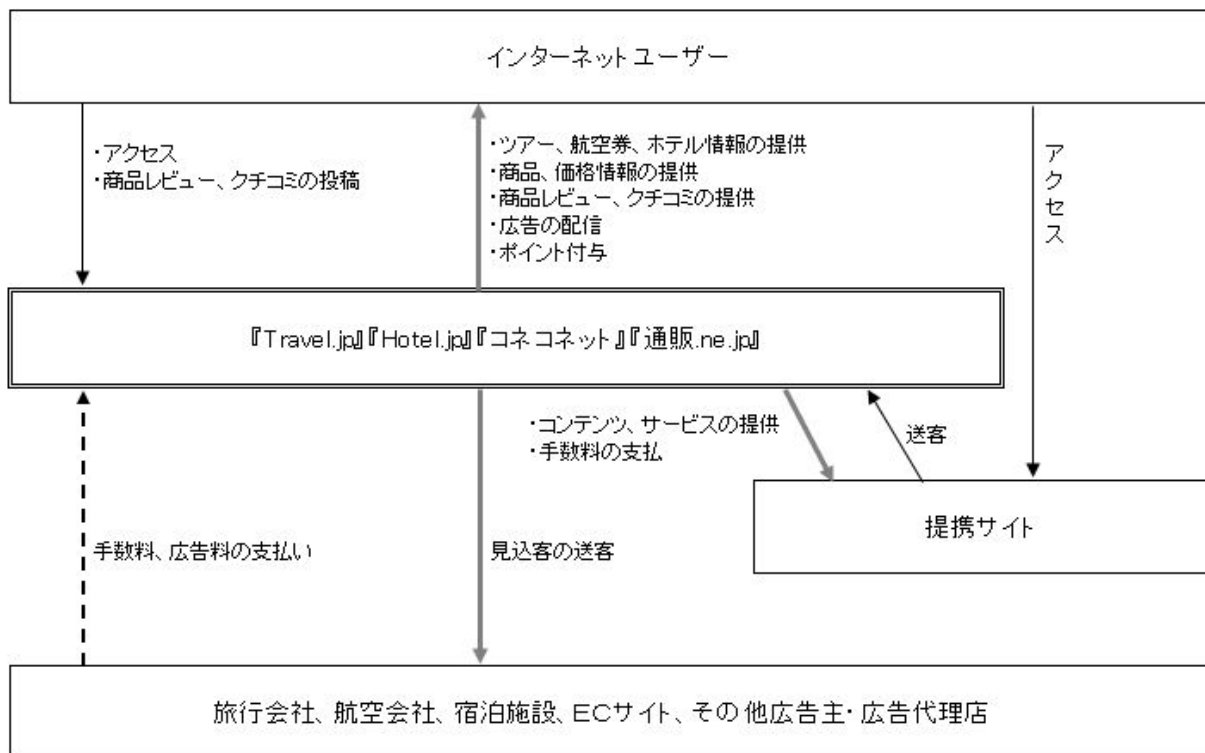 インターネットユーザー
・アクセス
・商品レビュー、クチコミの投稿
・ツアー、航空券、ホテル情報の提供
・商品、価格情報の提供
・商品レビュー、クチコミの提供
・広告の配信
・ポイント付与
アクセス
『Travel.jp』『Hotel.jp』『コネコネット』『通販.ne.jp』
・コンテンツ、サービスの提供
・手数料の支払
送客
提携サイト
手数料、広告料の支払い
見込客の送客
旅行会社、航空会社、宿泊施設、ECサイト、その他広告主・広告代理店